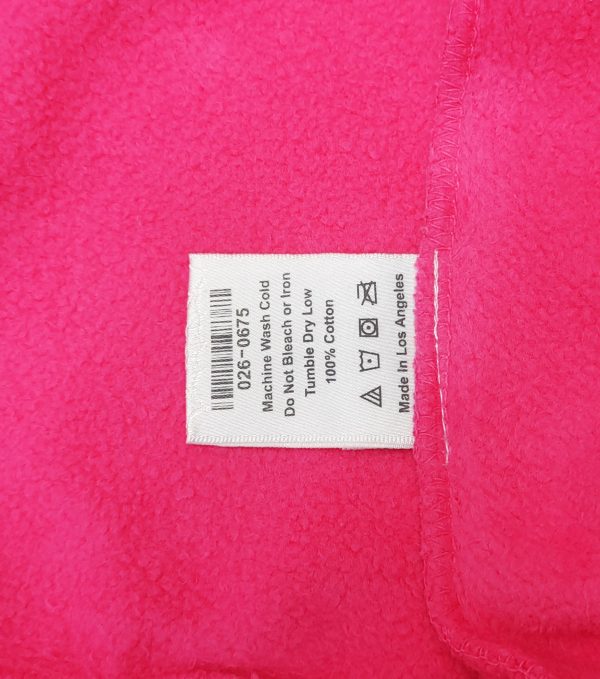 026-0675
Machine Wash Cold
Do Not Bleach or Iron
Tumble Dry Low
100% Cotton
Made In Los Angeles